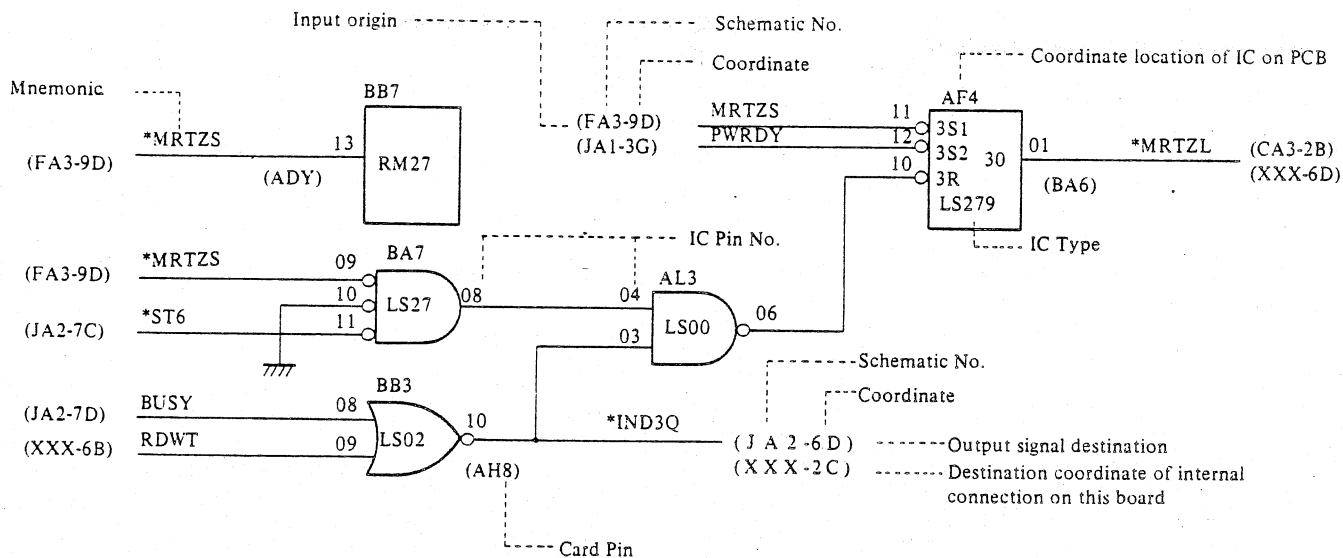 Input origin
Schematic No.
Coordinate
Coordinate location of IC on PCB
Mnemonic
BB7
*MRTZS
13
(FA3-9D)
RM27
(ADY)
(FA3-9D)
(JA1-3G)
MRTZS
11
PWRDY
12
10
AF4
3S1
3S2
30
3R
LS279
01
*MRTZL
(CA3-2B)
(XXX-6D)
(BA6)
IC Type
IC Pin No.
BA7
*MRTZS
09
(FA3-9D)
10
LS27
08
*ST6
11
(JA2-7C)
AL3
04
LS00
03
06
Schematic No.
Coordinate
BB3
BUSY
08
(JA2-7D)
RDWT
09
(XXX-6B)
LS02
10
(AH8)
*IND3Q
(JA2-6D)
(XXX-2C)
Output signal destination
Destination coordinate of internal
connection on this board
Card Pin